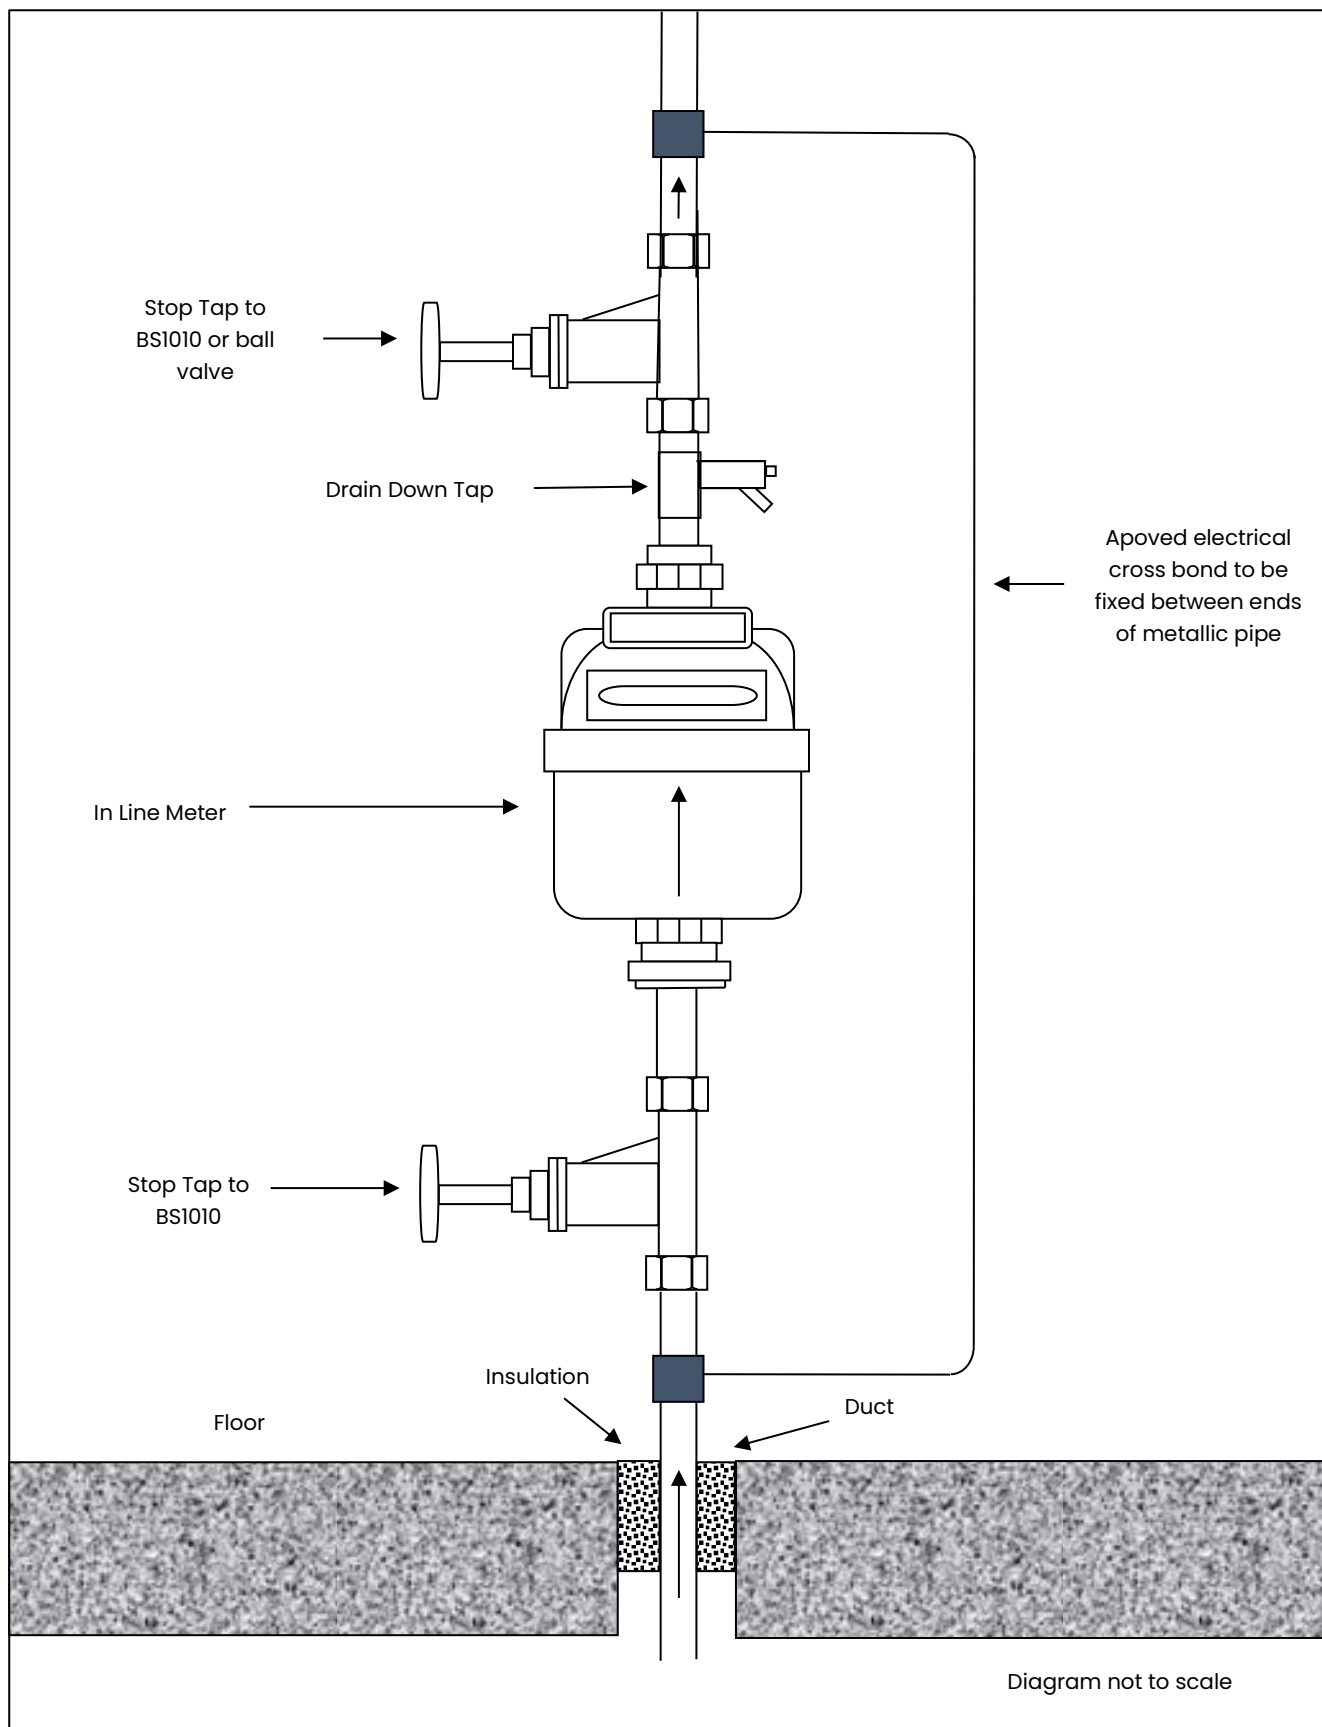 Stop Tap to
BS1010 or ball
valve
Drain Down Tap
Apoved electrical
cross bond to be
fixed between ends
of metallic pipe
In Line Meter
Stop Tap to
BS1010
Insulation
Duct
Floor
Diagram not to scale